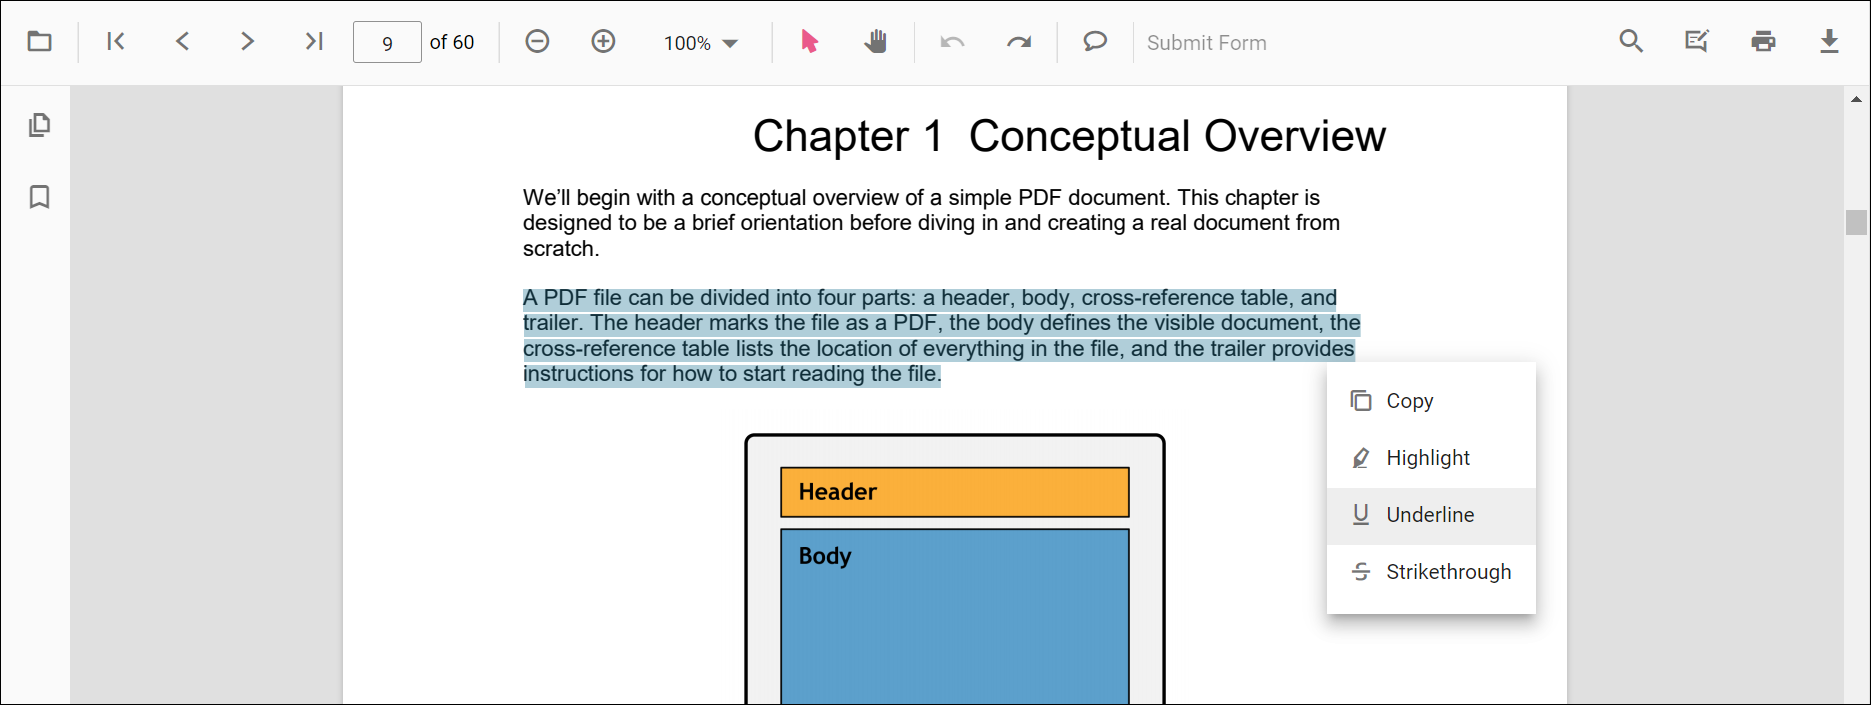 9 of 60 100% Submit Form
Chapter 1 Conceptual Overview
We’ll begin with a conceptual overview of a simple PDF document. This chapter is
designed to be a brief orientation before diving in and creating a real document from
scratch.
A PDF file can be divided into four parts: a header, body, cross-reference table, and
trailer. The header marks the file as a PDF, the body defines the visible document, the
cross-reference table lists the location of everything in the file, and the trailer provides
instructions for how to start reading the file.
Copy
Highlight
Underline
Strikethrough
Header
Body